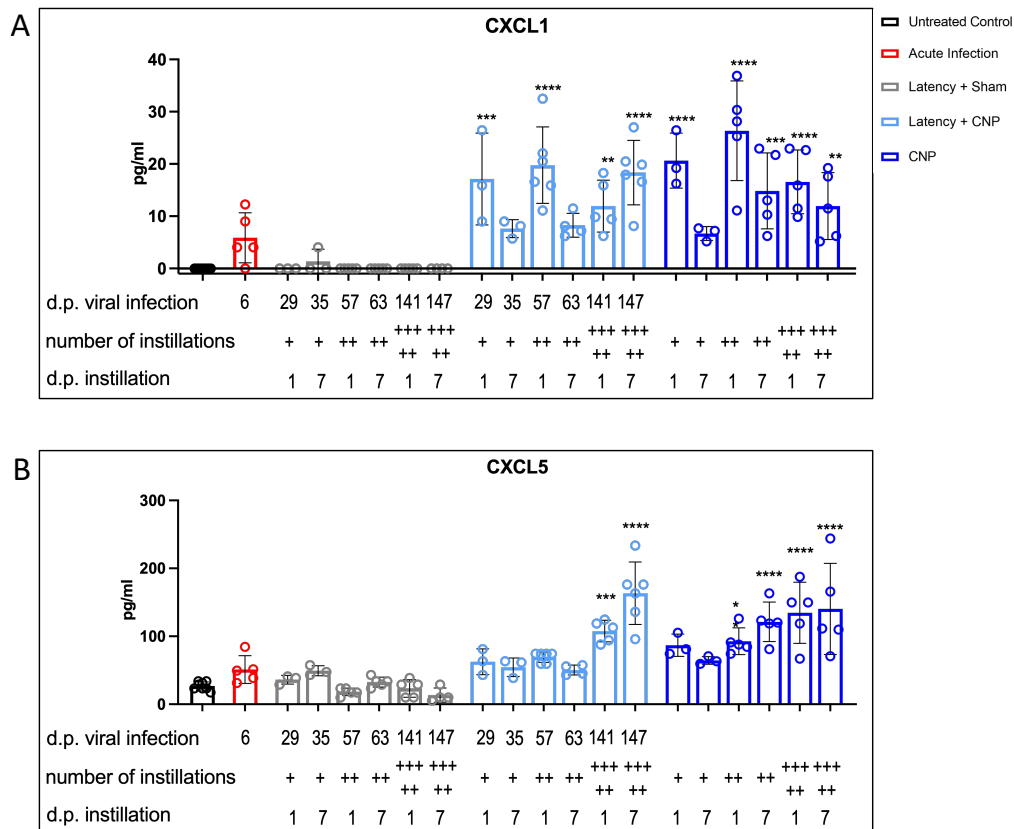 A
CXCL1
Untreated Control
Acute Infection
Latency + Sham
Latency + CNP
CNP
pg/ml
40
30
20
10
0
*** **** ** **** **** **** *** **** **
d.p. viral infection 6 29 35 57 63 141 147 29 35 57 63 141 147
number of instillations + + ++ ++ +++ +++ + + ++ ++ +++ +++ + + ++ ++ +++ +++
++ ++ ++ ++ ++ ++
d.p. instillation 1 7 1 7 1 7 1 7 1 7 1 7 1 7 1 7 1 7
B
CXCL5
pg/ml
300
200
100
0
*** **** * * **** **** ****
d.p. viral infection 6 29 35 57 63 141 147 29 35 57 63 141 147
number of instillations + + ++ ++ +++ +++ + + ++ ++ +++ +++ + + ++ ++ +++ +++
++ ++ ++ ++ ++ ++
d.p. instillation 1 7 1 7 1 7 1 7 1 7 1 7 1 7 1 7 1 7